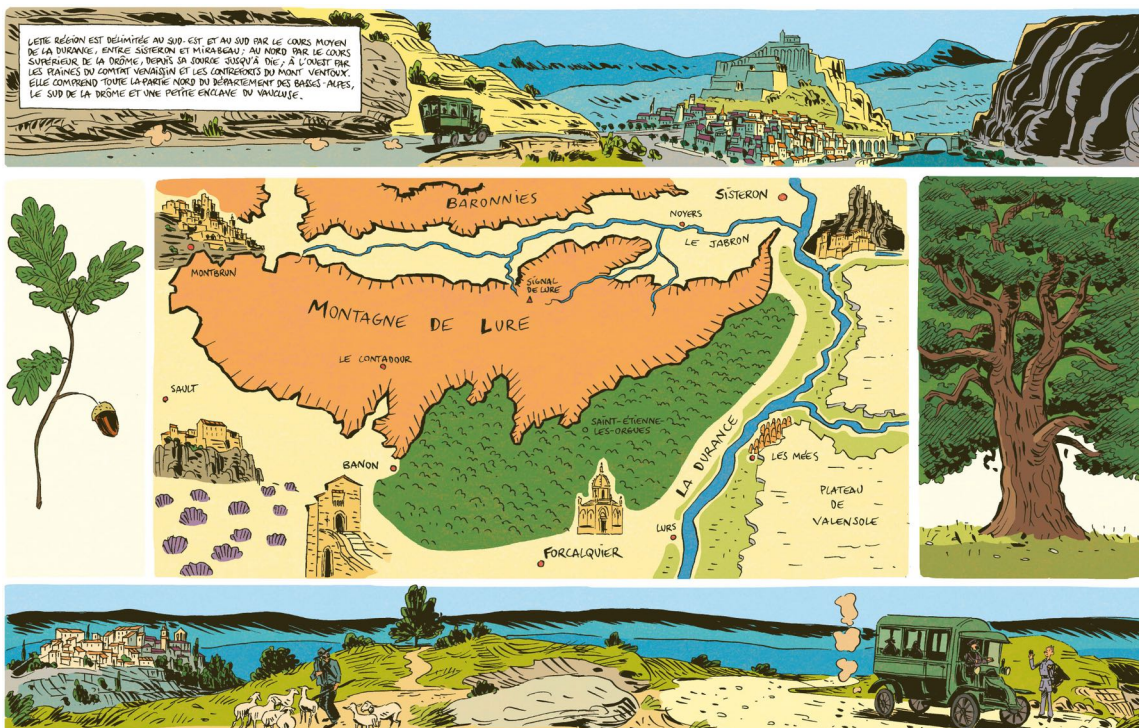 CETTE RÉGION EST DÉLIMITÉE AU SUD-EST ET AU SUD PAR LE COURS MOYEN
DE LA DURANCE, ENTRE SISTERON ET MIRABEAU ; AU NORD PAR LE COURS
SUPÉRIEUR DE LA DRÔME, DEPUIS SA SOURCE JUSQU'À DIE ; À L'OUEST PAR
LES PLAINES DU COMTAT VENAISSIN ET LES CONTREFORTS DU MONT VENTOUX.
ELLE COMPREND TOUTE LA PARTIE NORD DU DÉPARTEMENT DES BASSES-ALPES,
LE SUD DE LA DRÔME ET UNE PETITE ENCLAVE DU VAUCLUSE.
BARONNIES
SISTERON
NOYERS
LE JABRON
MONTBRUN
SIGNAL
DE LURE
MONTAGNE DE LURE
LE CONTADOUR
SAULT
SAINT-ÉTIENNE-
LES-ORGUES
BANON
LA DURANCE
LES MÉES
PLATEAU
DE
VALENSOLE
LURS
FORCALQUIER